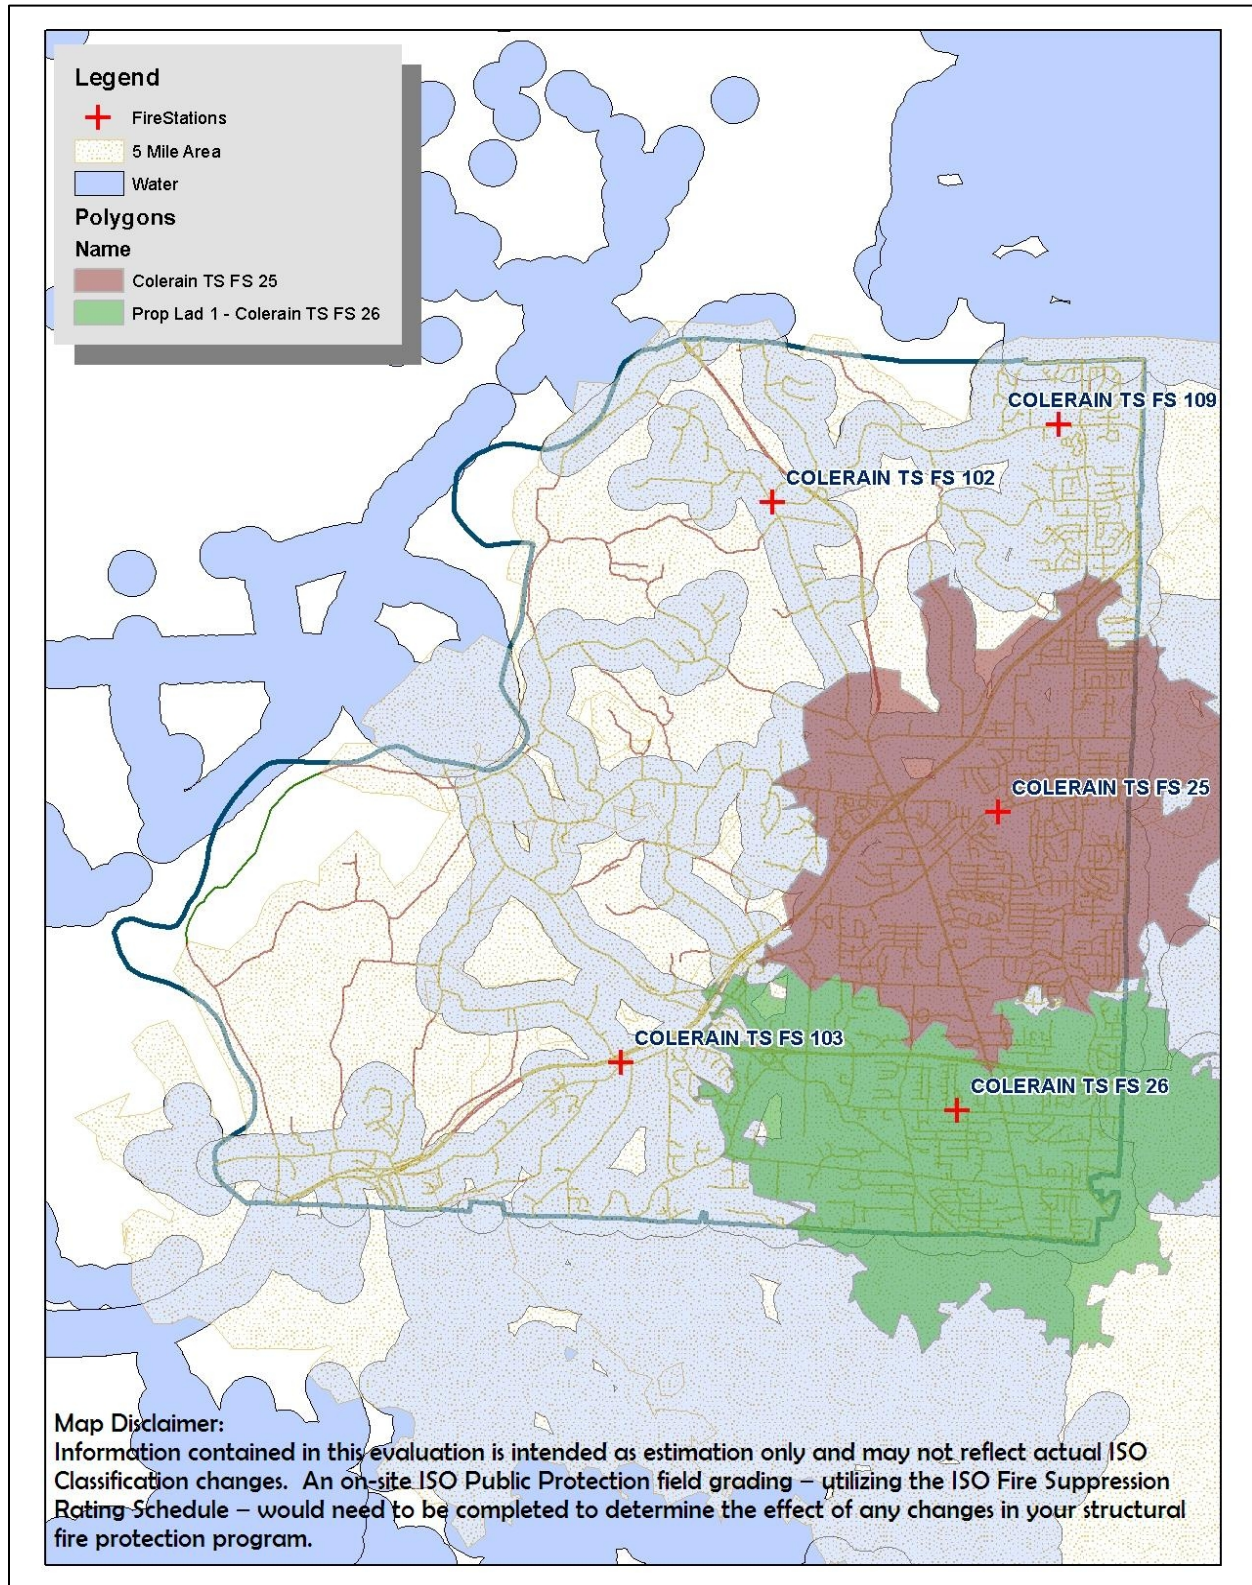 Legend
FireStations
5 Mile Area
Water
Polygons
Name
Colerain TS FS 25
Prop Lad 1 - Colerain TS FS 26
COLERAIN TS FS 109
COLERAIN TS FS 102
COLERAIN TS FS 25
COLERAIN TS FS 103
COLERAIN TS FS 26
Map Disclaimer:
Information contained in this evaluation is intended as estimation only and may not reflect actual ISO
Classification changes.  An on-site ISO Public Protection field grading – utilizing the ISO Fire Suppression
Rating Schedule – would need to be completed to determine the effect of any changes in your structural
fire protection program.